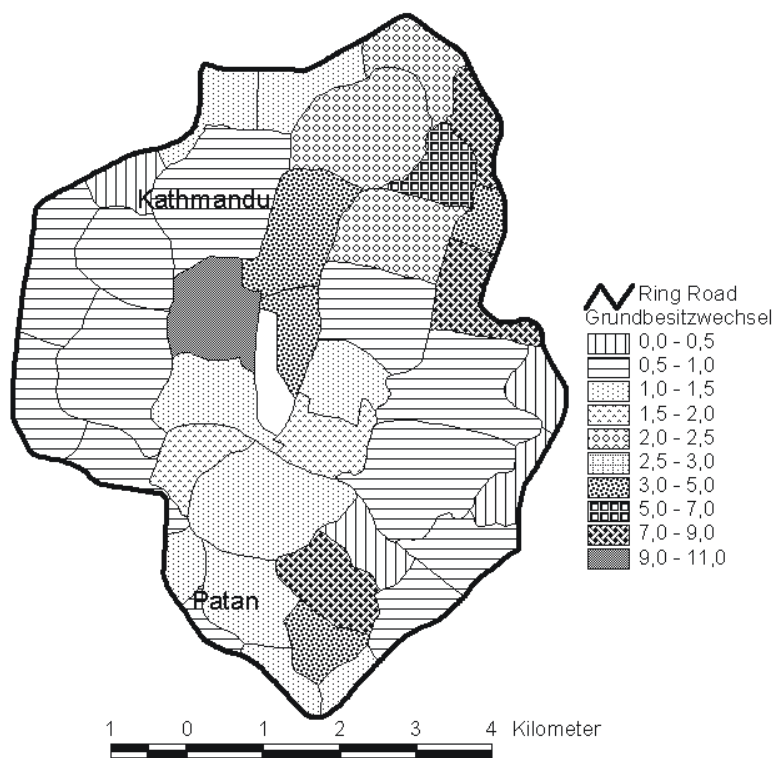 Kathmandu
Patan
Ring Road
Grundbesitzwechsel
0,0 - 0,5
0,5 - 1,0
1,0 - 1,5
1,5 - 2,0
2,0 - 2,5
2,5 - 3,0
3,0 - 5,0
5,0 - 7,0
7,0 - 9,0
9,0 - 11,0
1 0 1 2 3 4 Kilometer